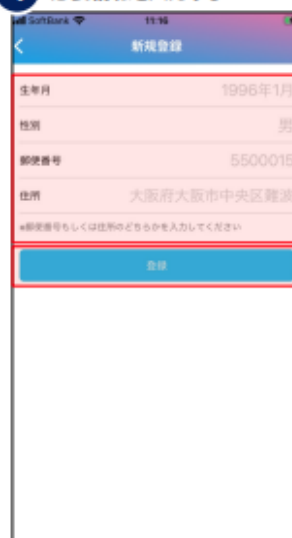 SoftBank 11:16
新規登録
生年月 1996年1月
性別 男
郵便番号 5500015
住所 大阪府大阪市中央区難波
※郵便番号もしくは住所のどちらかを入力してください
登録